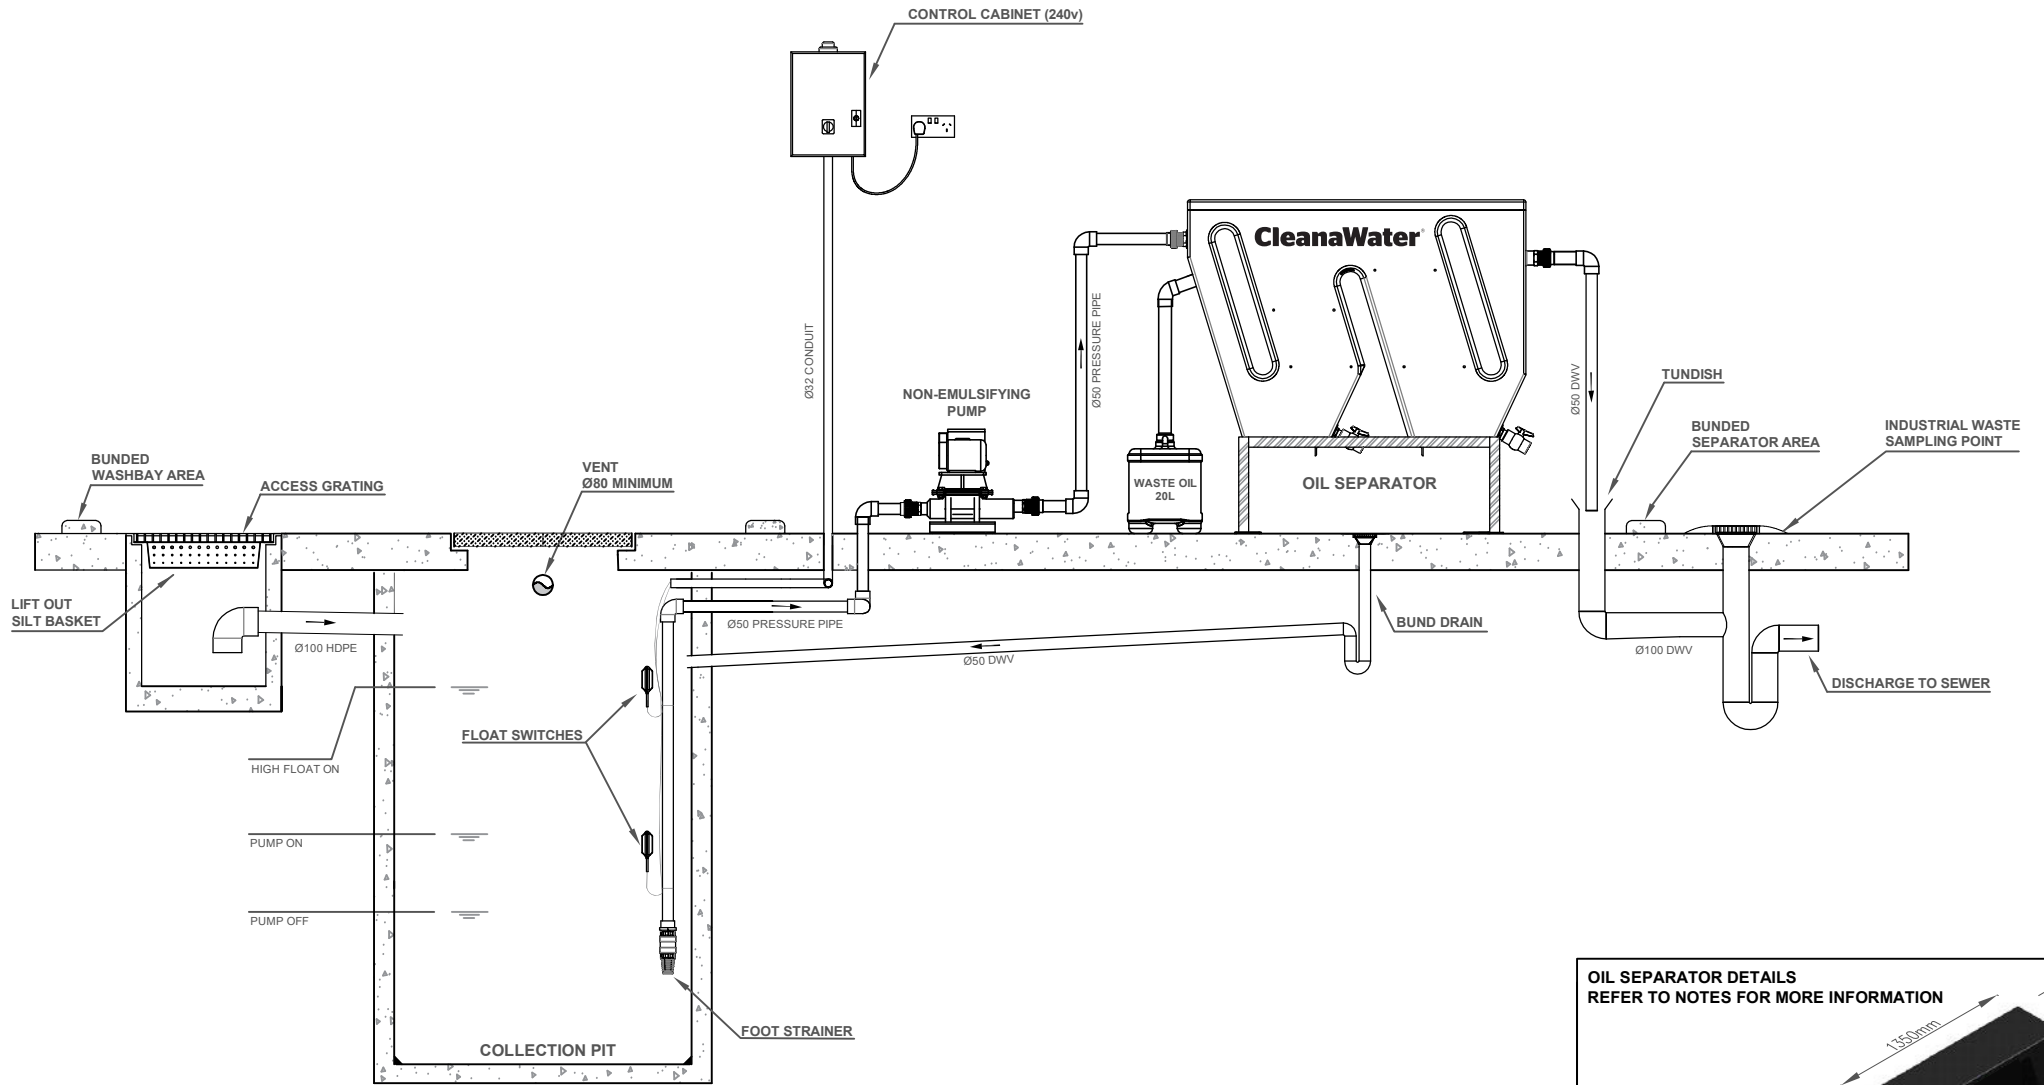 CONTROL CABINET (240v)
CleanaWater
Ø32 CONDUIT
Ø50 PRESSURE PIPE
NON-EMULSIFYING
PUMP
WASTE OIL
20L
OIL SEPARATOR
Ø50 DWV
TUNDISH
BUNDED
SEPARATOR AREA
INDUSTRIAL WASTE
SAMPLING POINT
BUNDED
WASHBAY AREA
ACCESS GRATING
VENT
Ø80 MINIMUM
LIFT OUT
SILT BASKET
Ø100 HDPE
Ø50 PRESSURE PIPE
Ø50 DWV
BUND DRAIN
Ø100 DWV
DISCHARGE TO SEWER
HIGH FLOAT ON
FLOAT SWITCHES
PUMP ON
PUMP OFF
FOOT STRAINER
COLLECTION PIT
OIL SEPARATOR DETAILS
REFER TO NOTES FOR MORE INFORMATION
1350mm